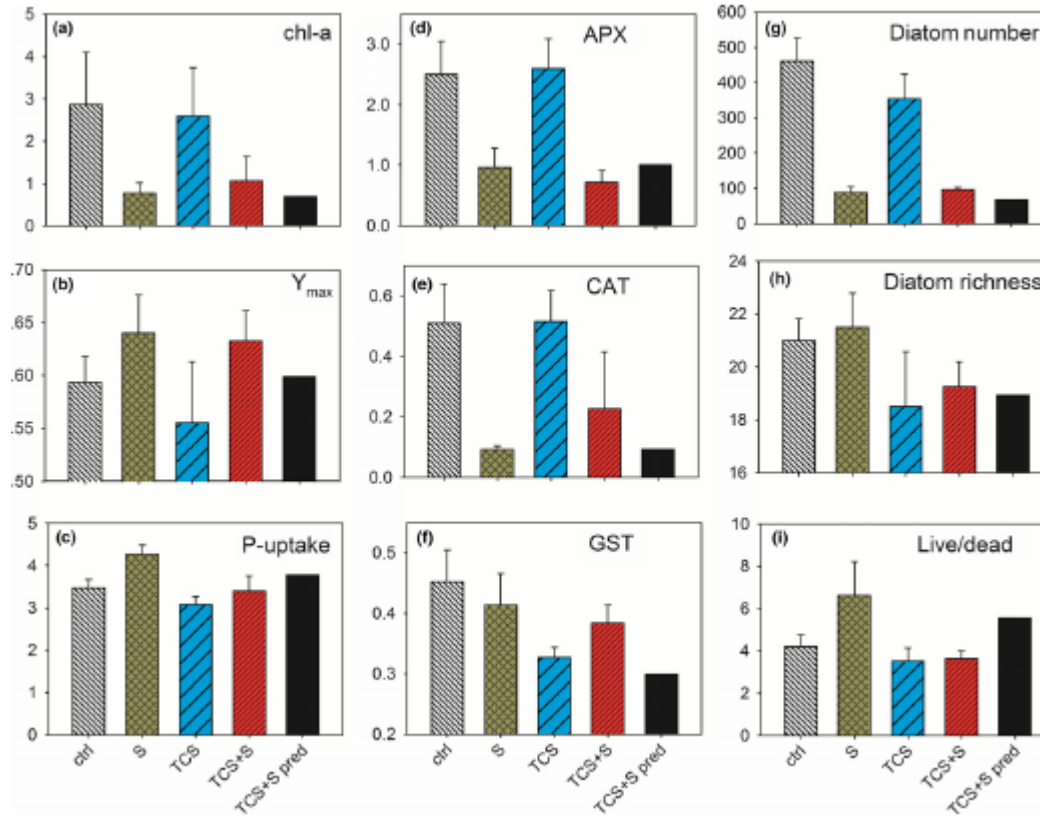 (a)
chl-a
5
4
3
2
1
0
(b)
Ymax
.70
.65
.60
.55
.50
(c)
P-uptake
5
4
3
2
1
0
ctrl
S
TCS
TCS+S
TCS+S pred
(d)
APX
3.0
2.0
1.0
0.0
(e)
CAT
0.6
0.4
0.2
0.0
(f)
GST
0.5
0.4
0.3
0.2
ctrl
S
TCS
TCS+S
TCS+S pred
(g)
Diatom number
600
500
400
300
200
100
0
(h)
Diatom richness
24
22
20
18
16
(i)
Live/dead
10
8
6
4
2
0
ctrl
S
TCS
TCS+S
TCS+S pred